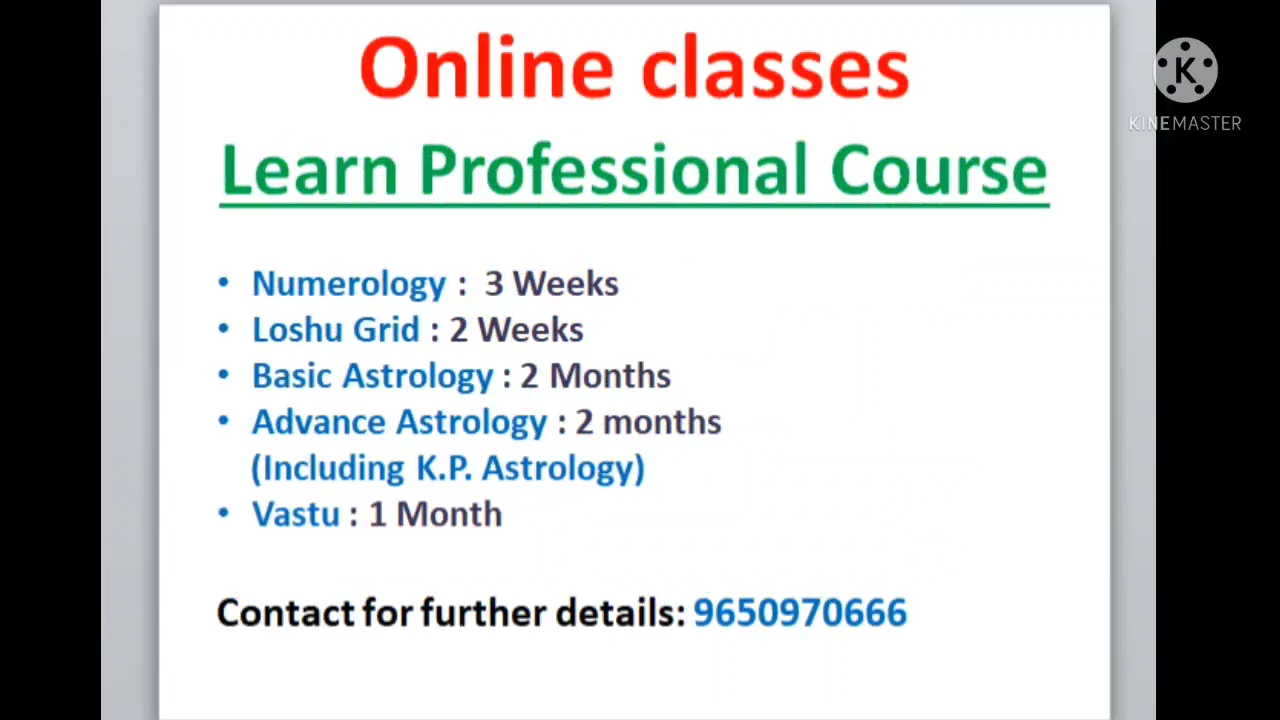 Online classes
Learn Professional Course
• Numerology :  3 Weeks
• Loshu Grid : 2 Weeks
• Basic Astrology : 2 Months
• Advance Astrology : 2 months
(Including K.P. Astrology)
• Vastu : 1 Month
Contact for further details: 9650970666
K
KINEMASTER